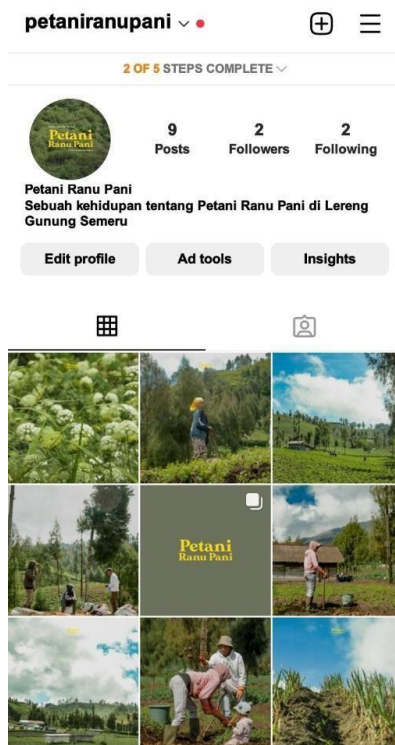 petaniranupani
2 OF 5 STEPS COMPLETE
Petani
Ranu Pani
9
2
2
Posts
Followers
Following
Petani Ranu Pani
Sebuah kehidupan tentang Petani Ranu Pani di Lereng
Gunung Semeru
Edit profile
Ad tools
Insights
Petani
Ranu Pani